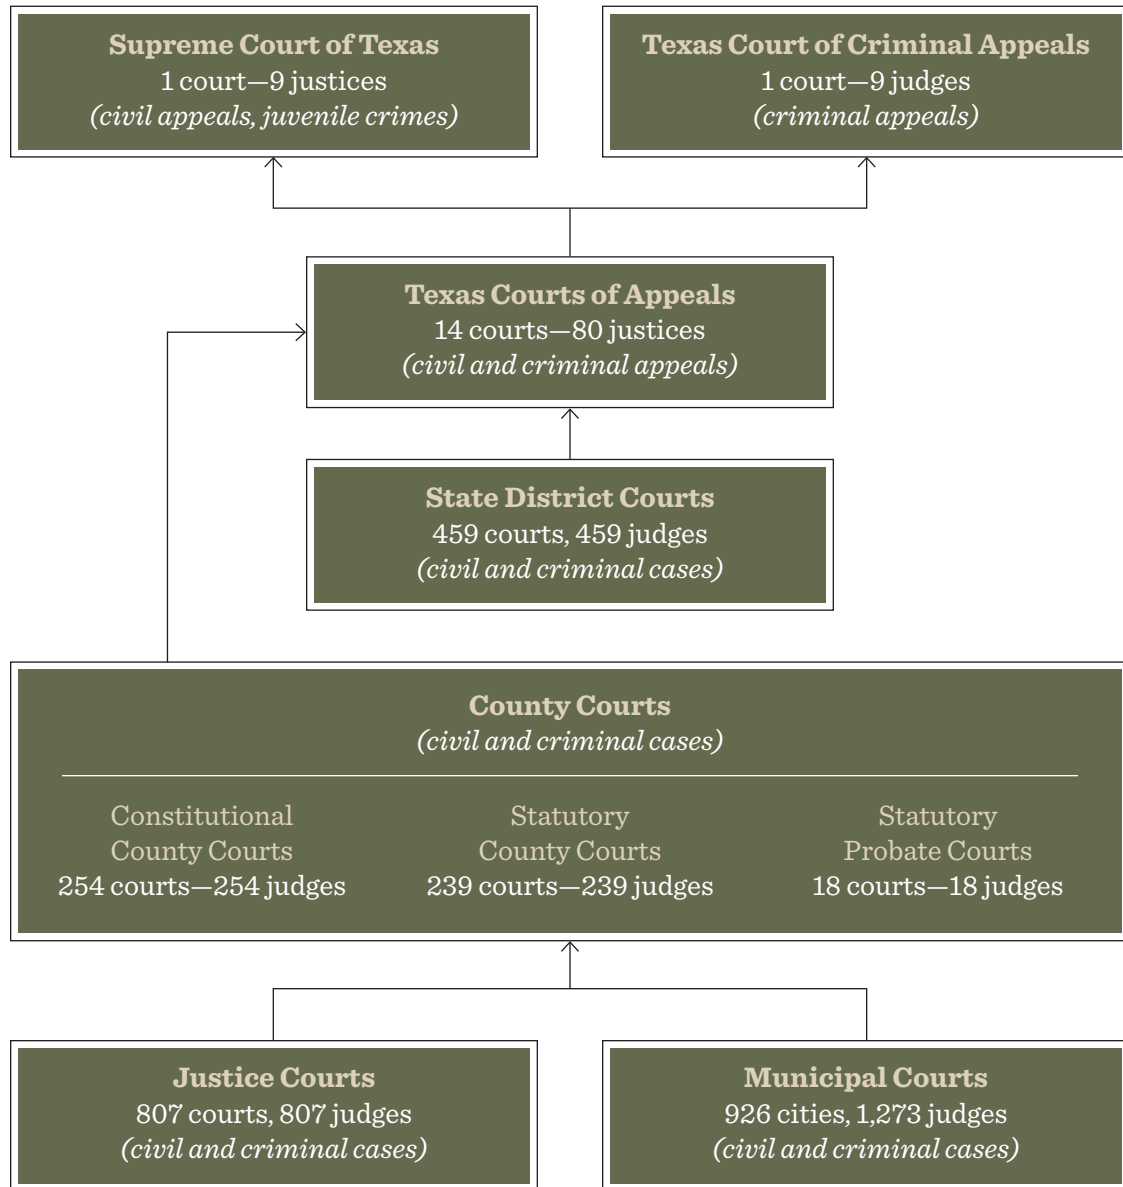 Supreme Court of Texas
1 court—9 justices
(civil appeals, juvenile crimes)
Texas Court of Criminal Appeals
1 court—9 judges
(criminal appeals)
Texas Courts of Appeals
14 courts—80 justices
(civil and criminal appeals)
State District Courts
459 courts, 459 judges
(civil and criminal cases)
County Courts
(civil and criminal cases)
Constitutional
County Courts
254 courts—254 judges
Statutory
County Courts
239 courts—239 judges
Statutory
Probate Courts
18 courts—18 judges
Justice Courts
807 courts, 807 judges
(civil and criminal cases)
Municipal Courts
926 cities, 1,273 judges
(civil and criminal cases)